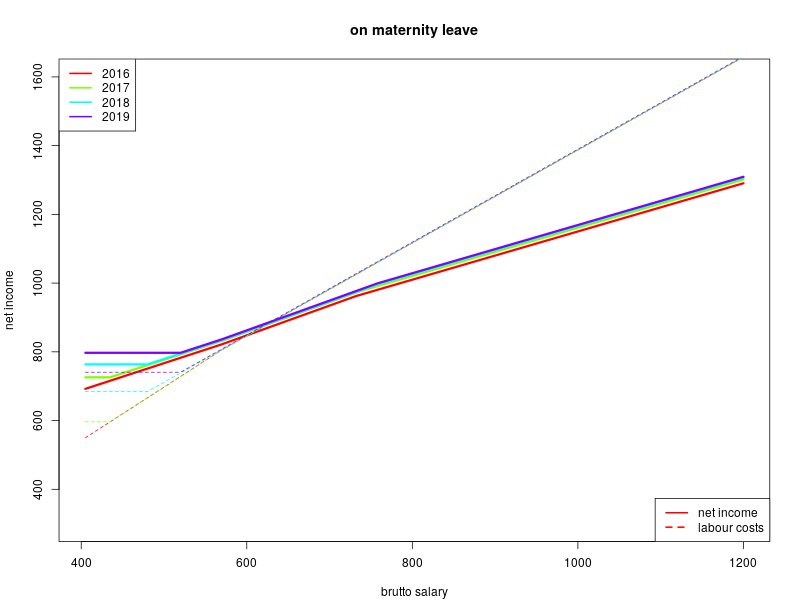 on maternity leave
2016
2017
2018
2019
net income
1600
1400
1200
1000
800
600
400
net income
labour costs
400 600 800 1000 1200
brutto salary